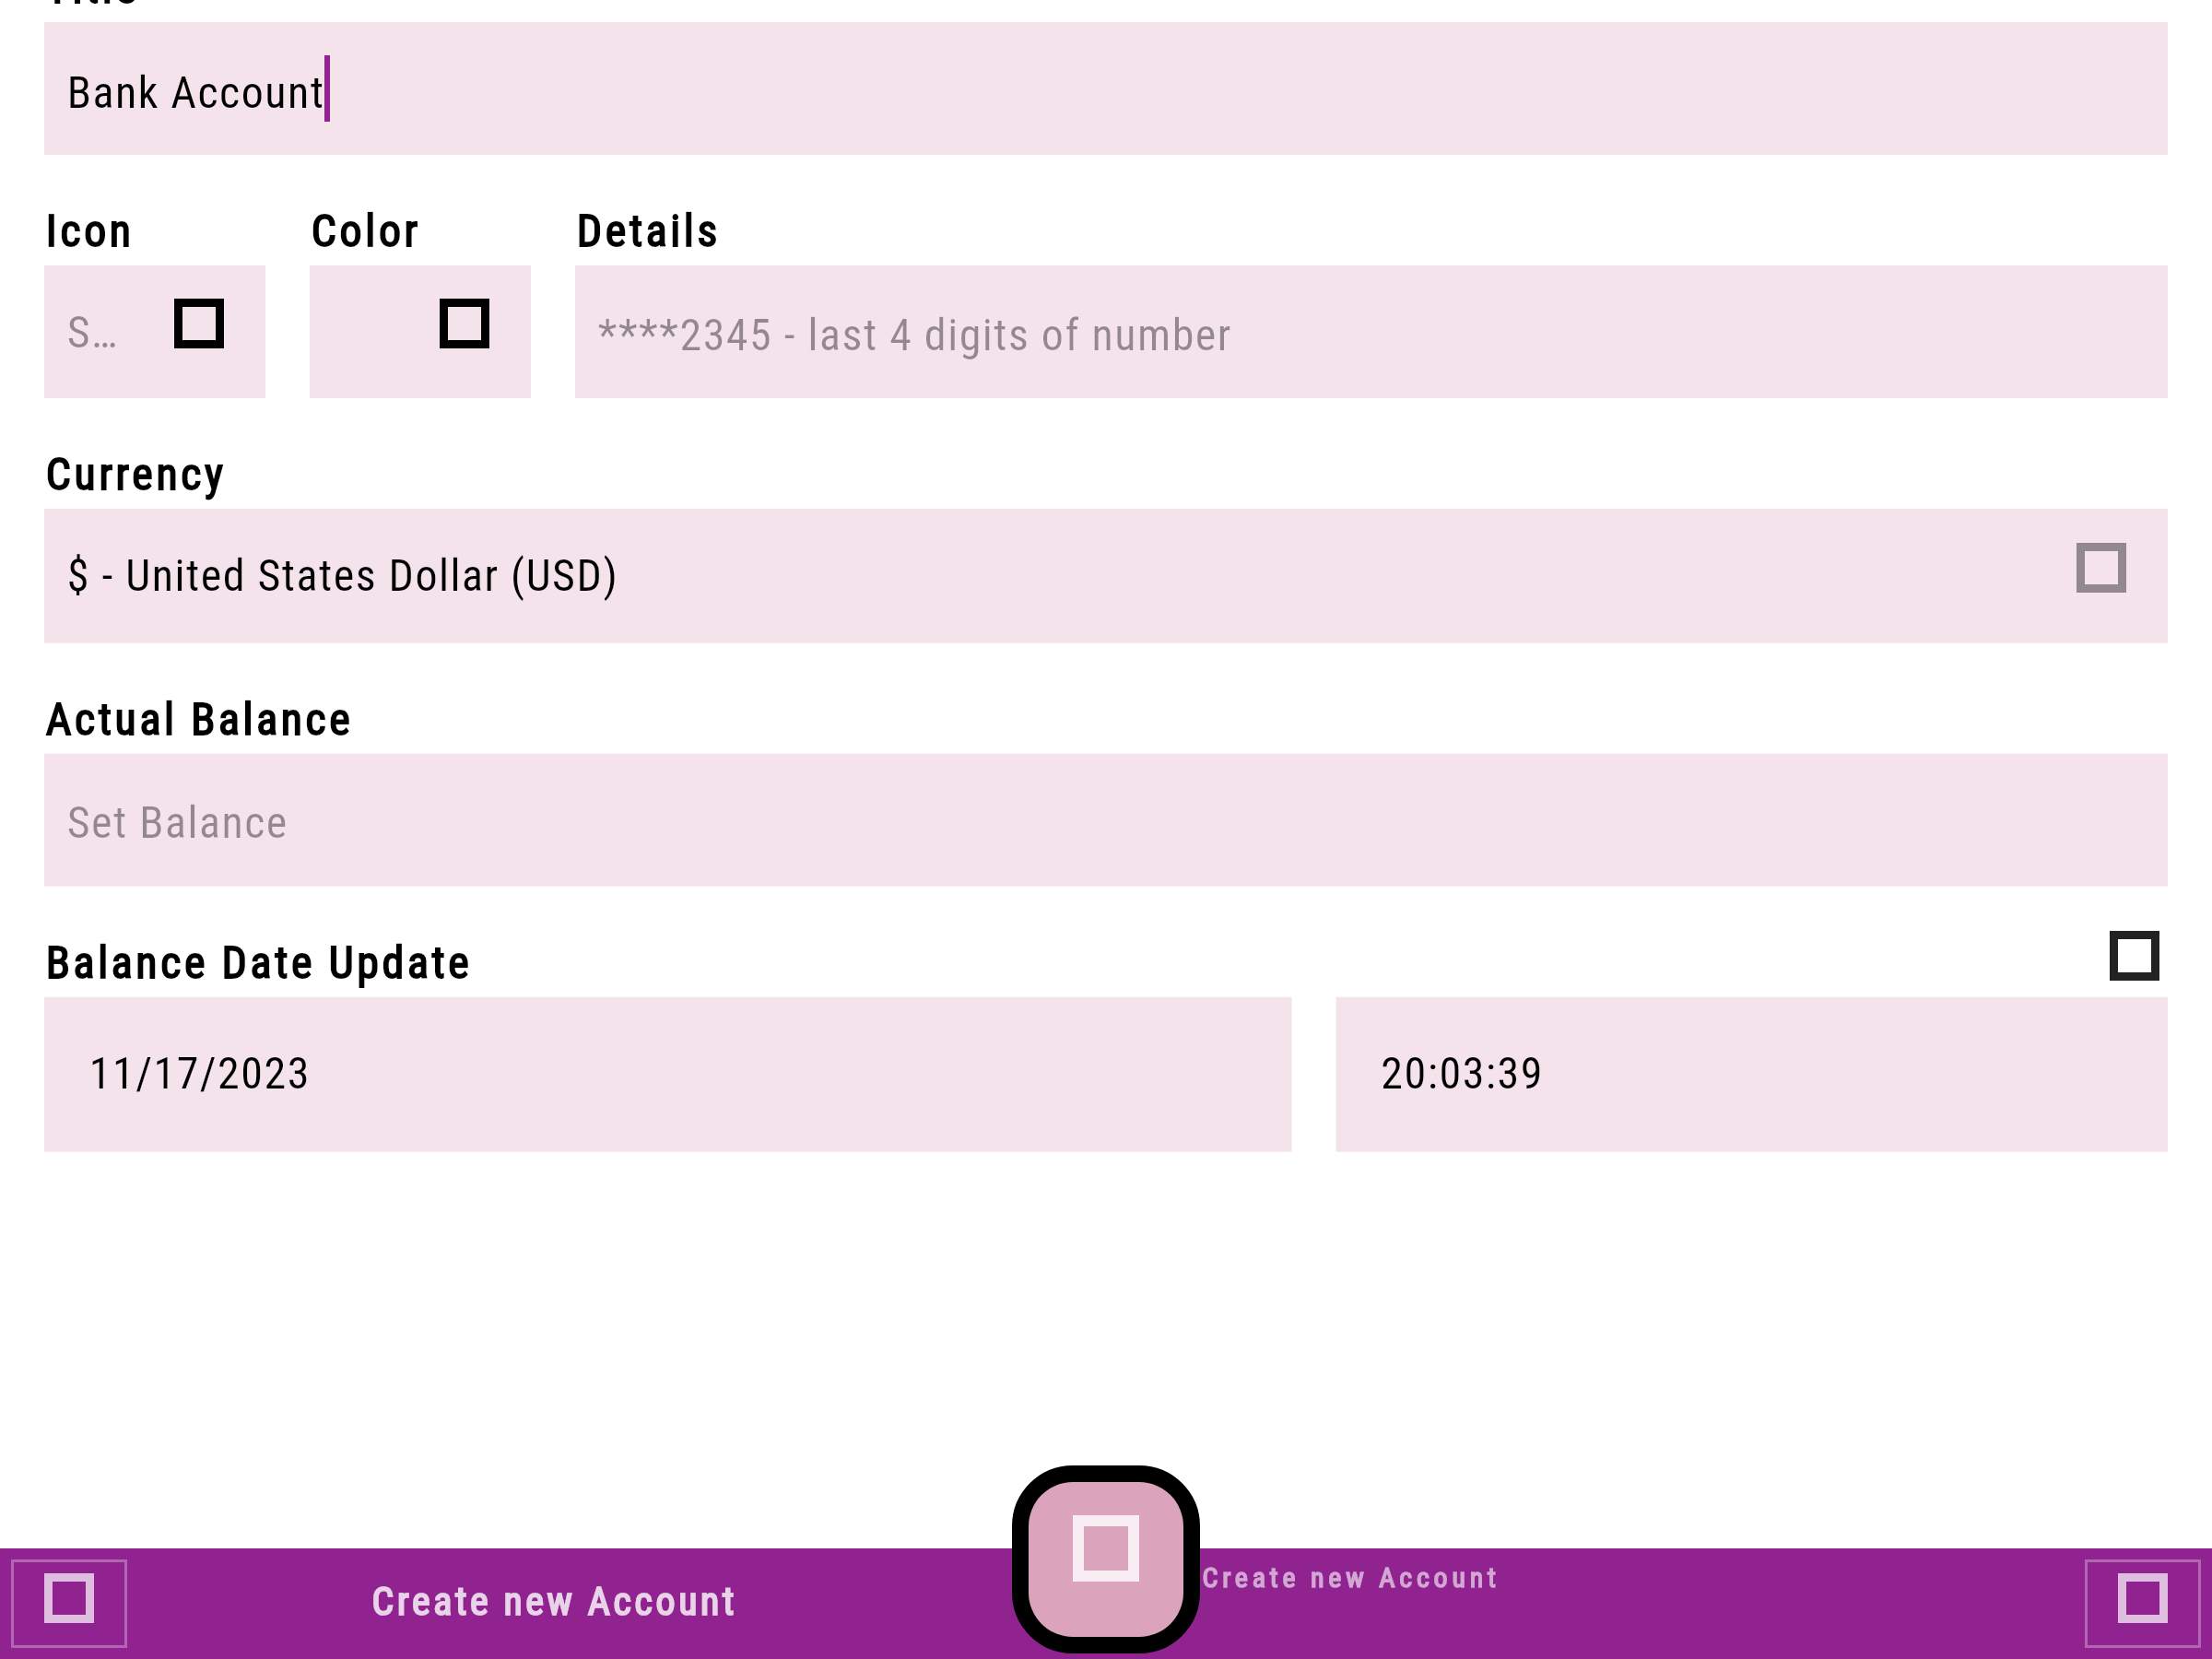 Title
Bank Account
Icon
Color
Details
S…
****2345 - last 4 digits of number
Currency
$ - United States Dollar (USD)
Actual Balance
Set Balance
Balance Date Update
11/17/2023
20:03:39
Create new Account
Create new Account